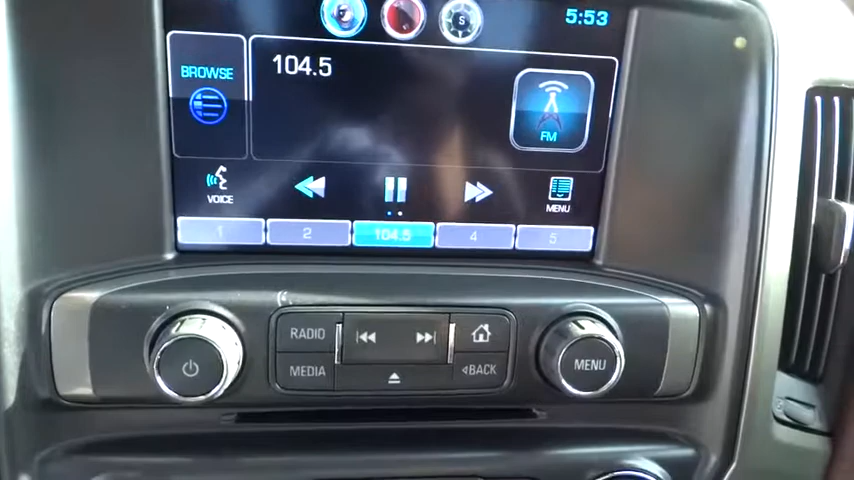 S
5:53
BROWSE
104.5
FM
VOICE
MENU
1
2
104.5
4
5
RADIO
MEDIA
BACK
MENU